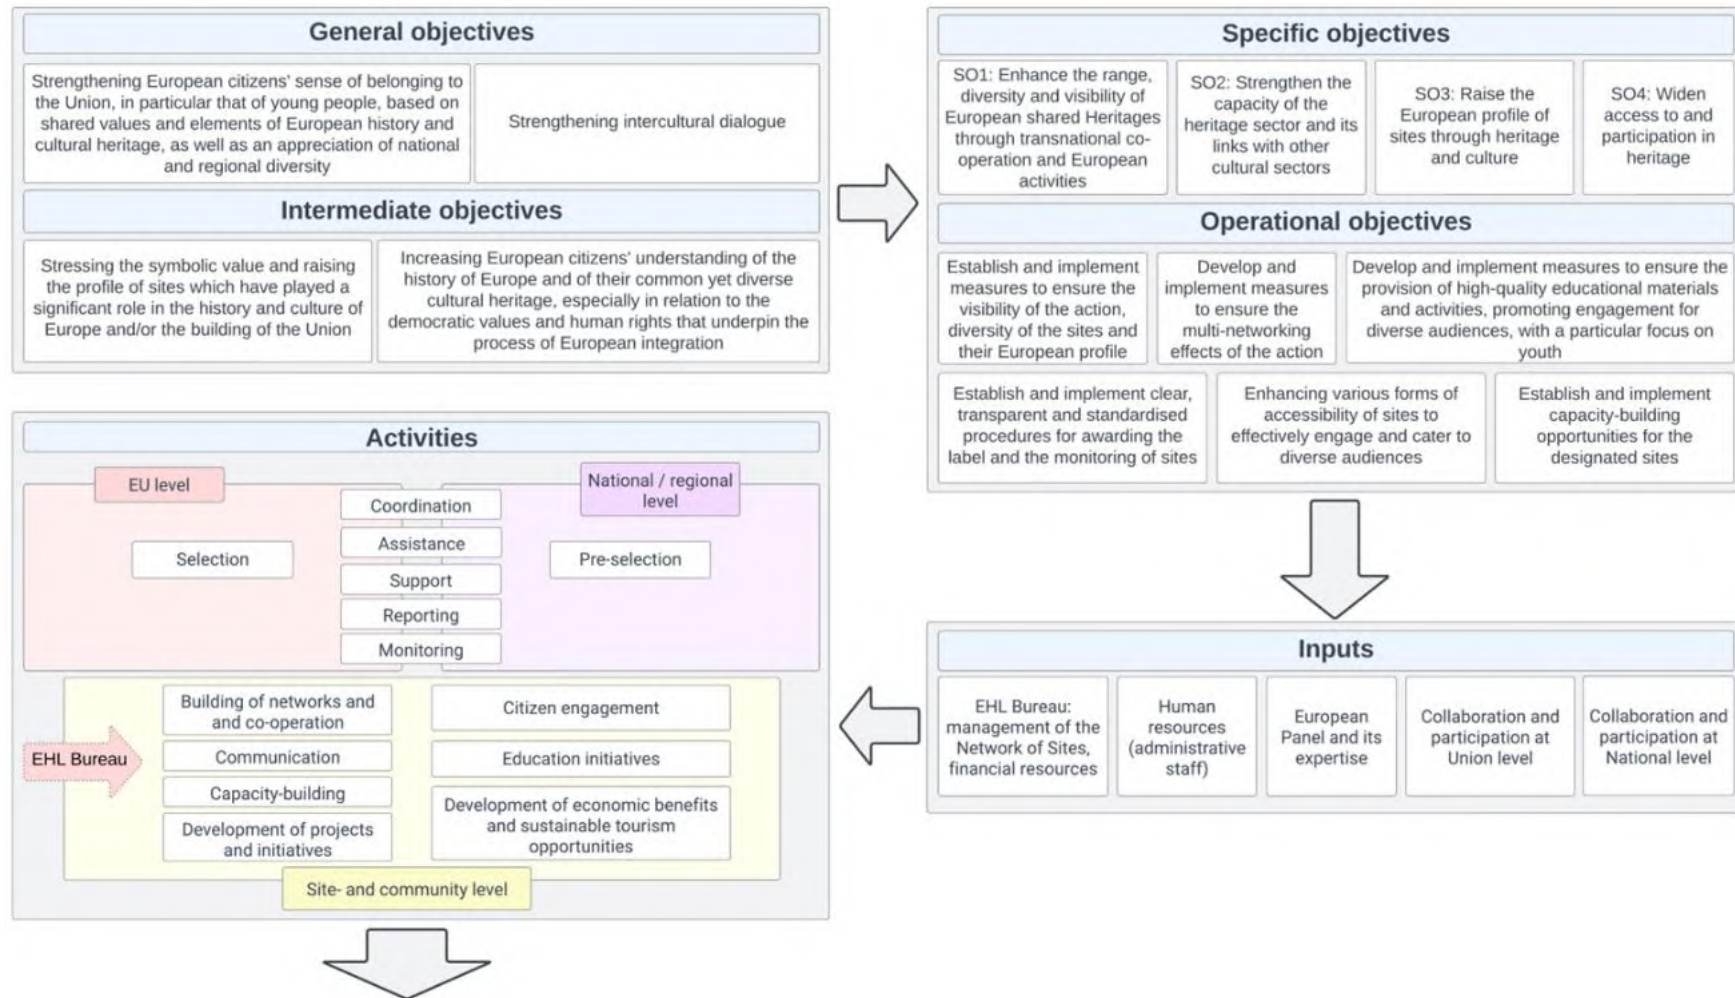 General objectives
Strengthening European citizens' sense of belonging to
the Union, in particular that of young people, based on
shared values and elements of European history and
cultural heritage, as well as an appreciation of national
and regional diversity
Strengthening intercultural dialogue
Intermediate objectives
Stressing the symbolic value and raising
the profile of sites which have played a
significant role in the history and culture of
Europe and/or the building of the Union
Increasing European citizens' understanding of the
history of Europe and of their common yet diverse
cultural heritage, especially in relation to the
democratic values and human rights that underpin the
process of European integration
Specific objectives
SO1: Enhance the range,
diversity and visibility of
European shared Heritages
through transnational co-
operation and European
activities
SO2: Strengthen the
capacity of the
heritage sector and its
links with other
cultural sectors
SO3: Raise the
European profile of
sites through heritage
and culture
SO4: Widen
access to and
participation in
heritage
Operational objectives
Establish and implement
measures to ensure the
visibility of the action,
diversity of the sites and
their European profile
Develop and
implement measures
to ensure the
multi-networking
effects of the action
Develop and implement measures to ensure the
provision of high-quality educational materials
and activities, promoting engagement for
diverse audiences, with a particular focus on
youth
Establish and implement clear,
transparent and standardised
procedures for awarding the
label and the monitoring of sites
Enhancing various forms of
accessibility of sites to
effectively engage and cater to
diverse audiences
Establish and implement
capacity-building
opportunities for the
designated sites
Inputs
EHL Bureau:
management of the
Network of Sites,
financial resources
Human
resources
(administrative
staff)
European
Panel and its
expertise
Collaboration and
participation at
Union level
Collaboration and
participation at
National level
Activities
EU level
National / regional
level
Selection
Coordination
Assistance
Support
Reporting
Monitoring
Pre-selection
EHL Bureau
Building of networks and
and co-operation
Communication
Capacity-building
Development of projects
and initiatives
Citizen engagement
Education initiatives
Development of economic benefits
and sustainable tourism
opportunities
Site- and community level